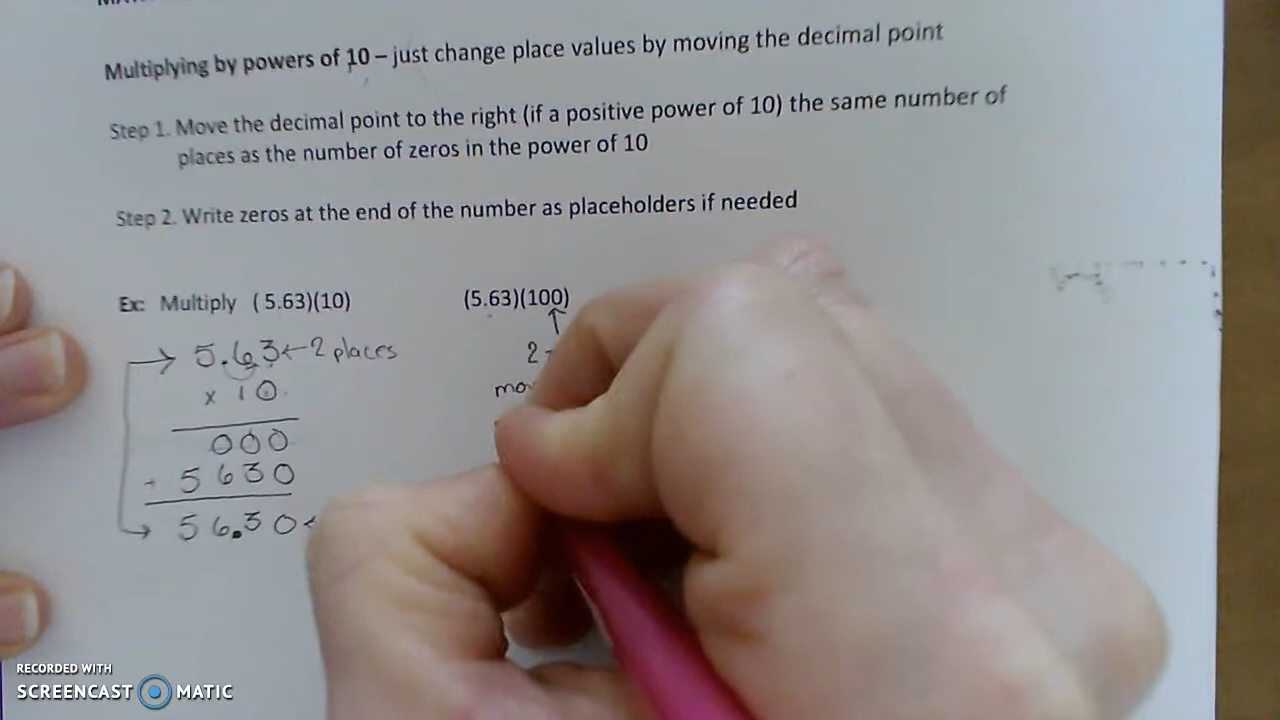 Multiplying by powers of 10 – just change place values by moving the decimal point
Step 1. Move the decimal point to the right (if a positive power of 10) the same number of
places as the number of zeros in the power of 10
Step 2. Write zeros at the end of the number as placeholders if needed
Ex: Multiply (5.63)(10)
(5.63)(100)
→ 5.63 ← 2 places
x 10
000
5630
→ 56.30 ←
↑
2
RECORDED WITH
SCREENCAST MATIC